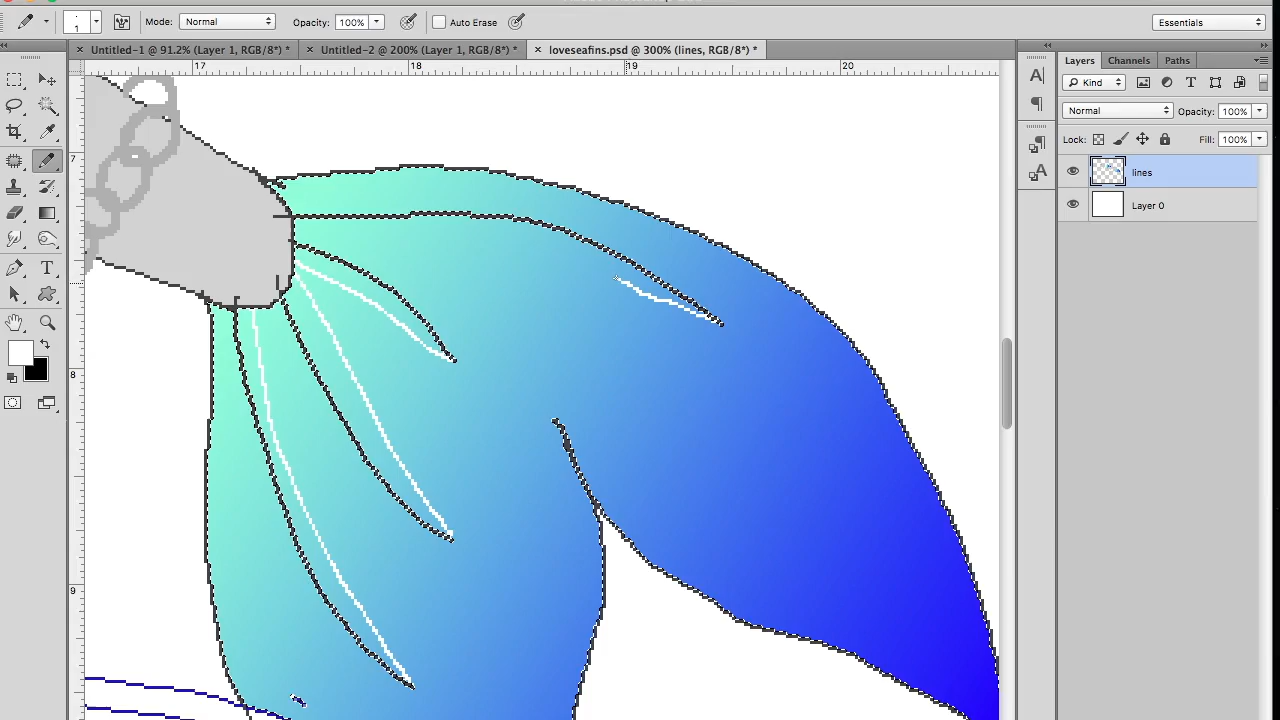 1
Mode: Normal
Opacity: 100%
Auto Erase
Essentials
Untitled-1 @ 91.2% (Layer 1, RGB/8*) *
Untitled-2 @ 200% (Layer 1, RGB/8*) *
loveseafins.psd @ 300% (lines, RGB/8*) *
17 18 19 20
7
8
9
Layers Channels Paths
Kind
Normal
Opacity: 100%
Lock:
Fill: 100%
lines
Layer 0